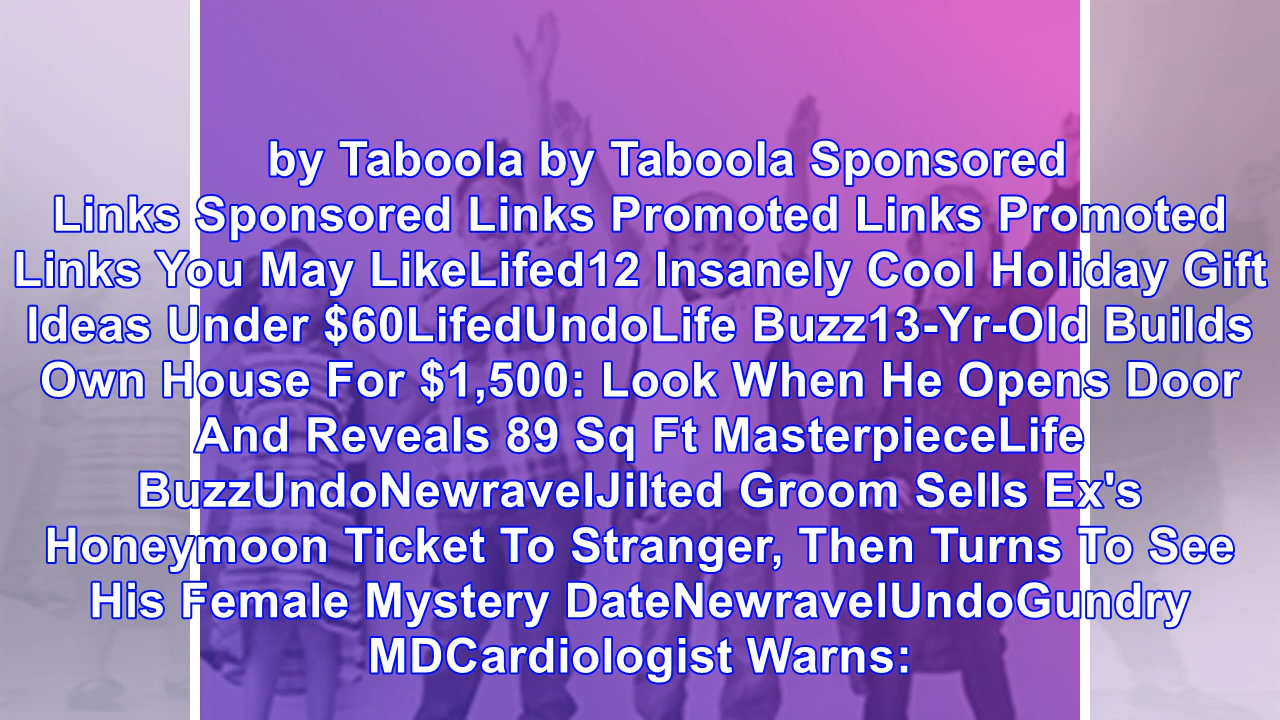 by Taboola by Taboola Sponsored
Links Sponsored Links Promoted Links Promoted
Links You May LikeLifed12 Insanely Cool Holiday Gift
Ideas Under $60LifedUndoLife Buzz13-Yr-Old Builds
Own House For $1,500: Look When He Opens Door
And Reveals 89 Sq Ft MasterpieceLife
BuzzUndoNewravelJilted Groom Sells Ex's
Honeymoon Ticket To Stranger, Then Turns To See
His Female Mystery DateNewravelUndoGundry
MDCardiologist Warns: